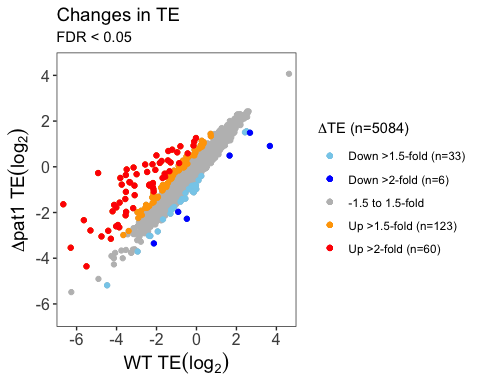 Changes in TE
FDR < 0.05
Δpat1 TE(log2)
4
2
0
-2
-4
-6
-6 -4 -2 0 2 4
WT TE(log2)
ΔTE (n=5084)
Down >1.5-fold (n=33)
Down >2-fold (n=6)
-1.5 to 1.5-fold
Up >1.5-fold (n=123)
Up >2-fold (n=60)